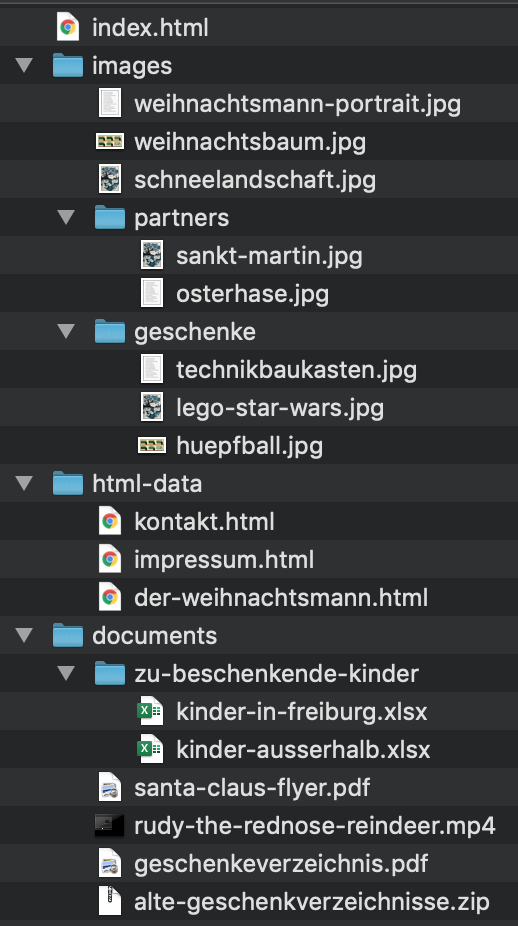 index.html
images
weihnachtsmann-portrait.jpg
weihnachtsbaum.jpg
schneelandschaft.jpg
partners
sankt-martin.jpg
osterhase.jpg
geschenke
technikbaukasten.jpg
lego-star-wars.jpg
huepfball.jpg
html-data
kontakt.html
impressum.html
der-weihnachtsmann.html
documents
zu-beschenkende-kinder
kinder-in-freiburg.xlsx
kinder-ausserhalb.xlsx
santa-claus-flyer.pdf
rudy-the-rednose-reindeer.mp4
geschenkeverzeichnis.pdf
alte-geschenkverzeichnisse.zip